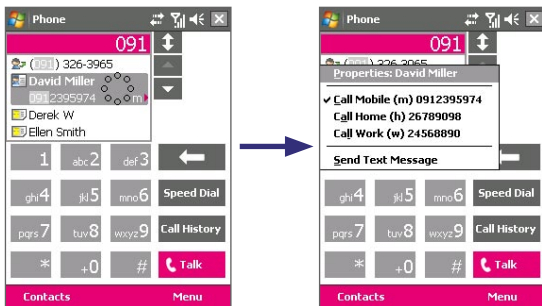 Phone
091
(091) 326-3965
David Miller
0912395974 m
Derek W
Ellen Smith
1 abc2 def3
ghi4 jkl5 mno6 Speed Dial
pqrs7 tuv8 wxyz9 Call History
* +0 # Talk
Contacts Menu
Phone
091
(091) 326-3965
Properties: David Miller
Call Mobile (m) 0912395974
Call Home (h) 26789098
Call Work (w) 24568890
Send Text Message
ghi4 jkl5 mno6 Speed Dial
pqrs7 tuv8 wxyz9 Call History
* +0 # Talk
Contacts Menu